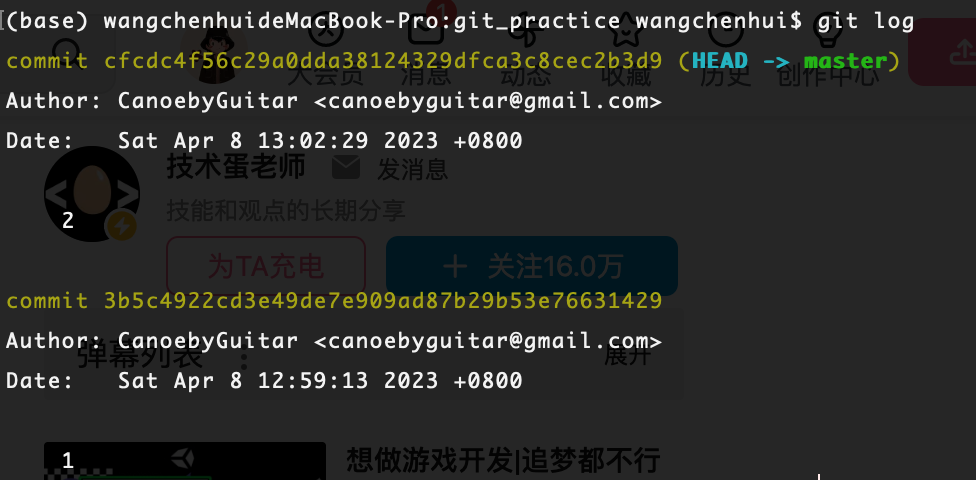 (base) wangchenhuideMacBook-Pro:git_practice wangchenhui$ git log
commit cfcdc4f56c29a0dda38124329dfca3c8cec2b3d9 (HEAD -> master)
1
大会员 消息 动态 收藏 历史 创作中心
Author: CanoebyGuitar <canoebyguitar@gmail.com>
Date: Sat Apr 8 13:02:29 2023 +0800
技术蛋老师 发消息
技能和观点的长期分享
2
为TA充电 + 关注16.0万
commit 3b5c4922cd3e49de7e909ad87b29b53e76631429
Author: CanoebyGuitar <canoebyguitar@gmail.com>
弹幕列表 展开
Date: Sat Apr 8 12:59:13 2023 +0800
1
想做游戏开发|追梦都不行